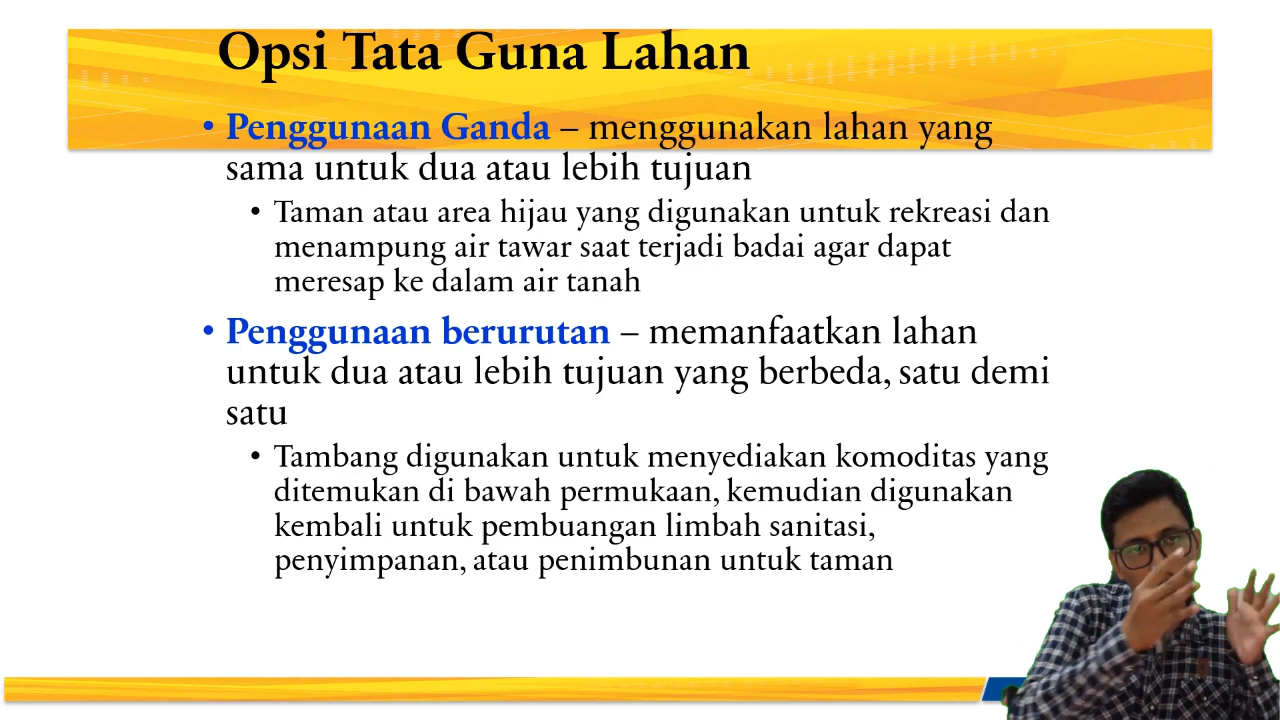 Opsi Tata Guna Lahan
• Penggunaan Ganda – menggunakan lahan yang
sama untuk dua atau lebih tujuan
• Taman atau area hijau yang digunakan untuk rekreasi dan
menampung air tawar saat terjadi badai agar dapat
meresap ke dalam air tanah
• Penggunaan berurutan – memanfaatkan lahan
untuk dua atau lebih tujuan yang berbeda, satu demi
satu
• Tambang digunakan untuk menyediakan komoditas yang
ditemukan di bawah permukaan, kemudian digunakan
kembali untuk pembuangan limbah sanitasi,
penyimpanan, atau penimbunan untuk taman